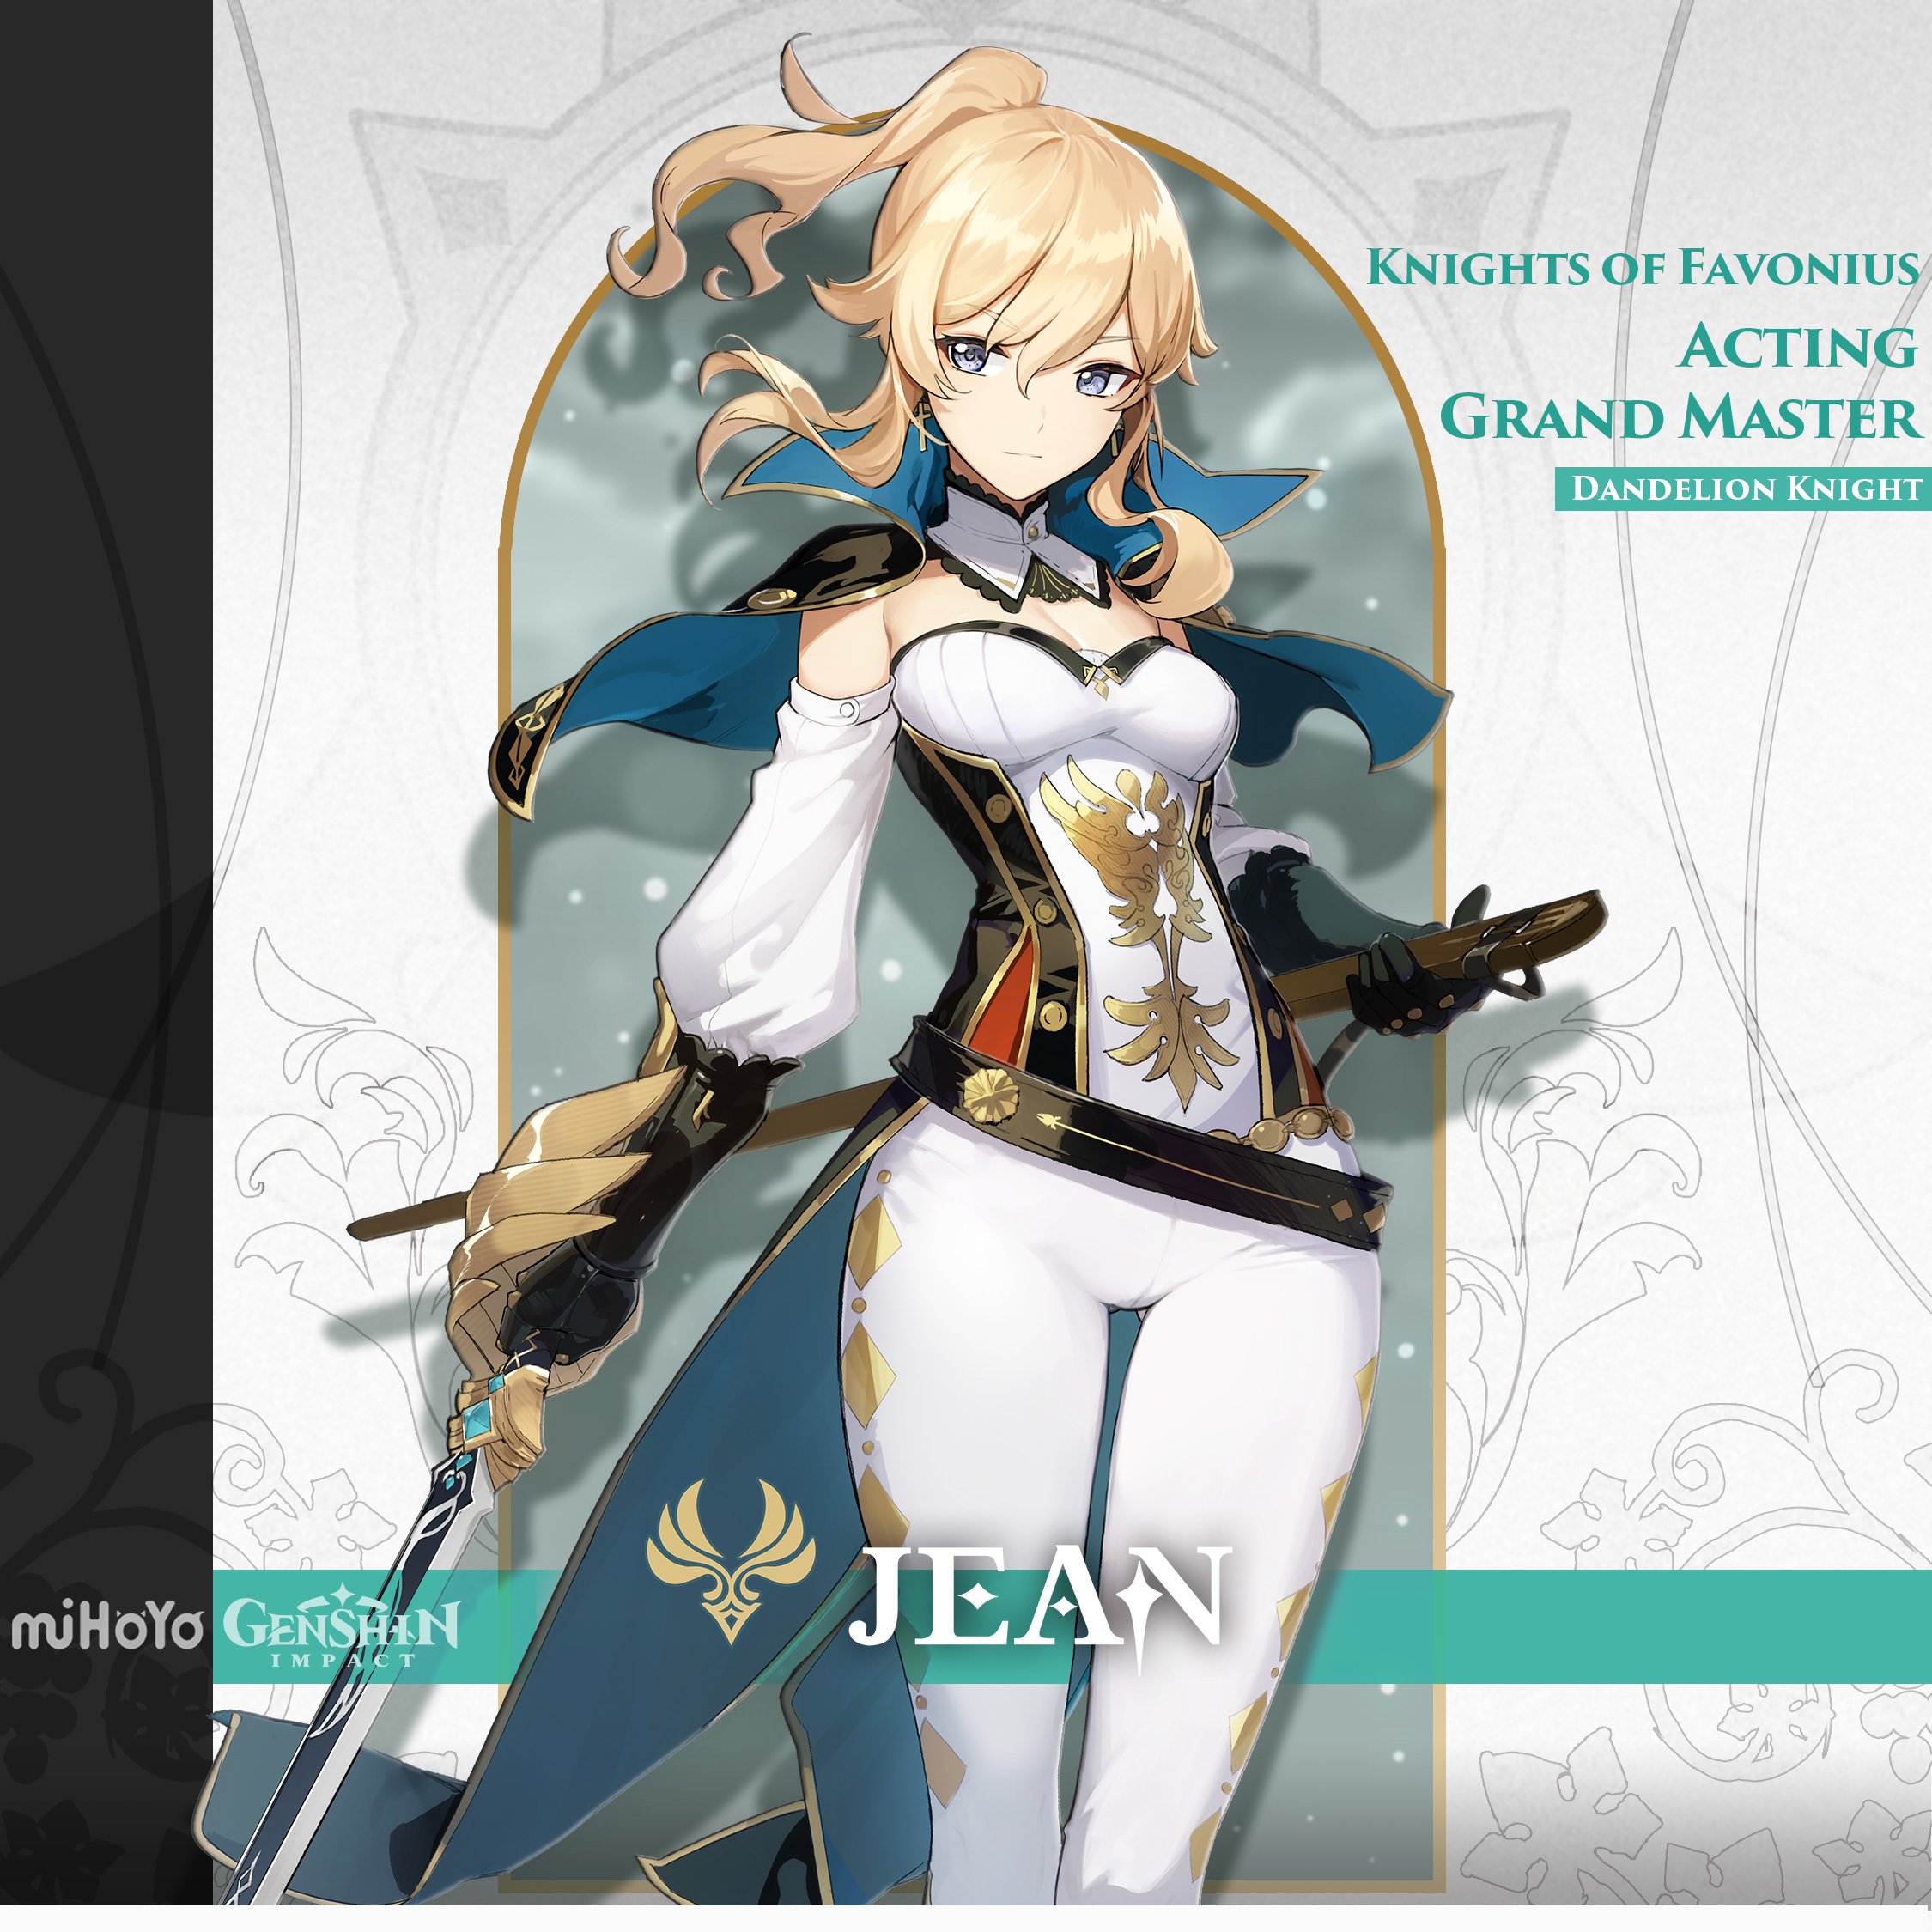 KNIGHTS OF FAVONIUS
ACTING
GRAND MASTER
DANDELION KNIGHT
JEAN
miHoYo
GENSHIN
IMPACT